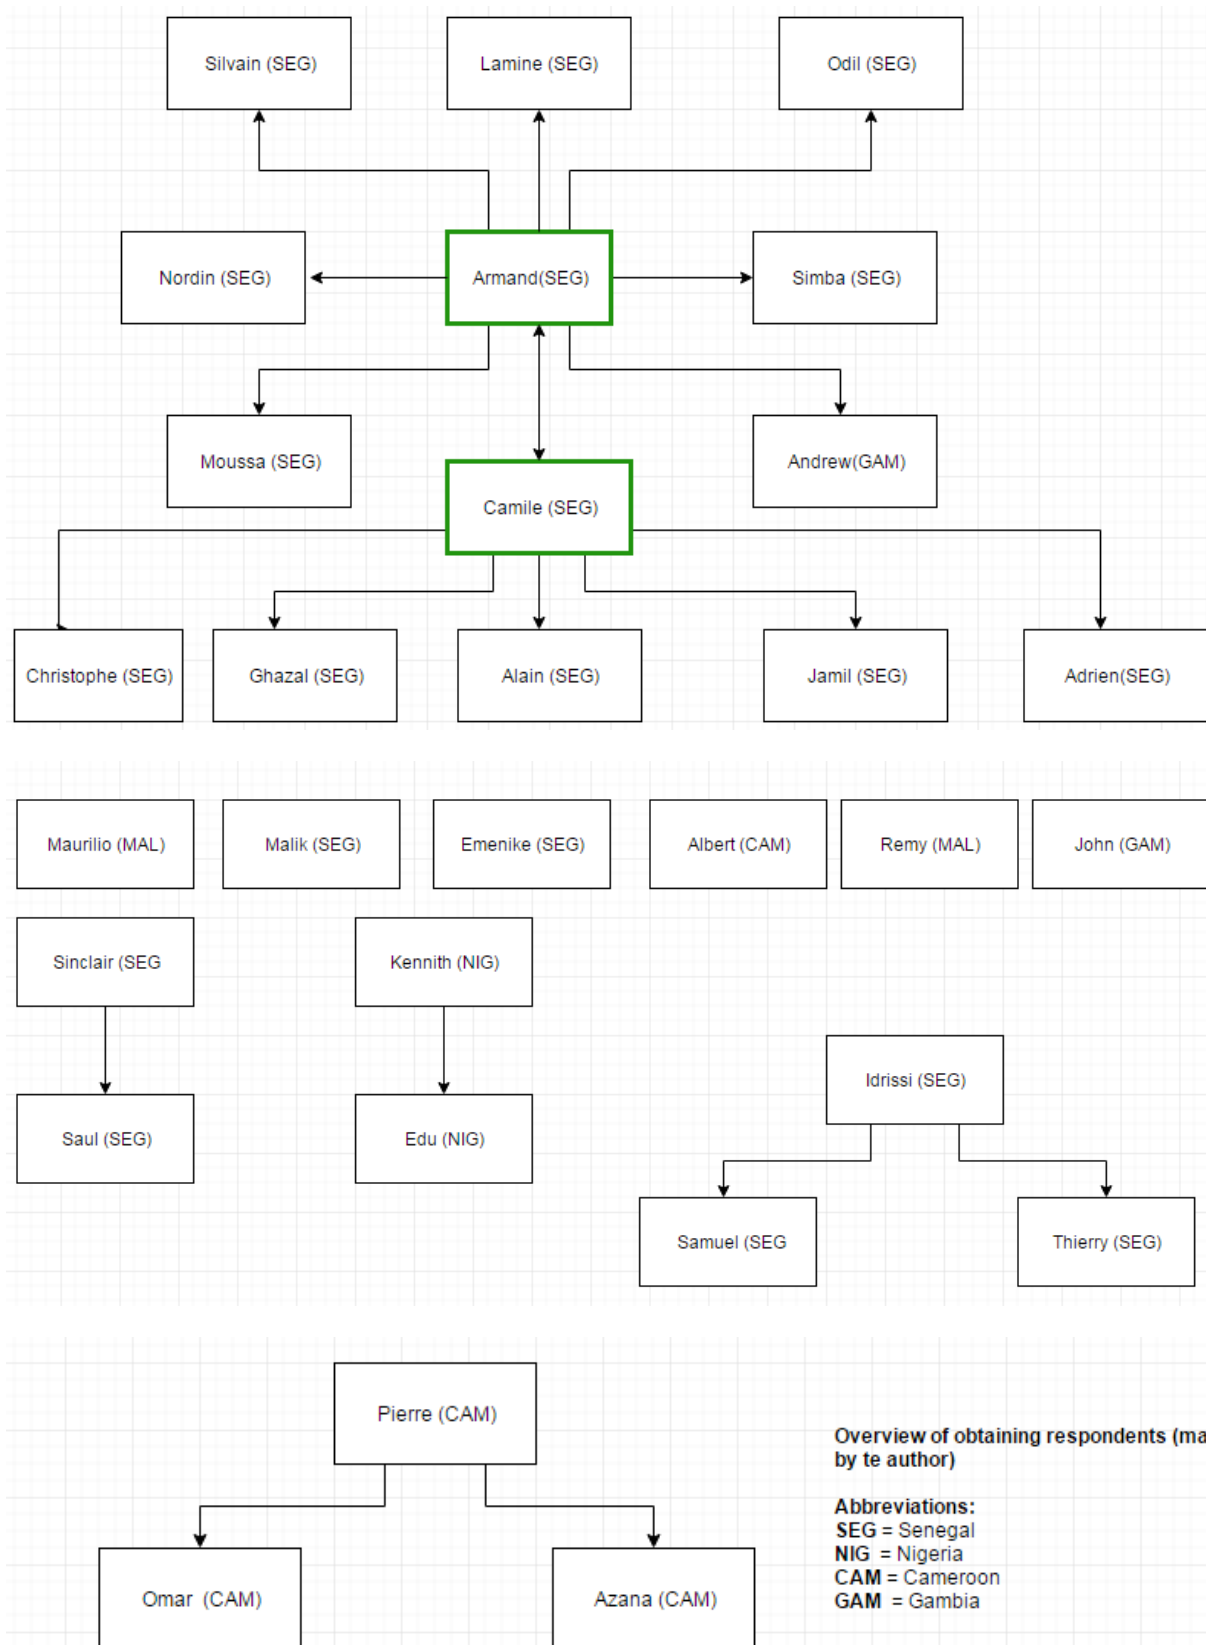 Silvain (SEG)
Lamine (SEG)
Odil (SEG)
Nordin (SEG)
Armand(SEG)
Simba (SEG)
Moussa (SEG)
Andrew(GAM)
Camile (SEG)
Christophe (SEG)
Ghazal (SEG)
Alain (SEG)
Jamil (SEG)
Adrien(SEG)
Maurilio (MAL)
Malik (SEG)
Emenike (SEG)
Albert (CAM)
Remy (MAL)
John (GAM)
Sinclair (SEG
Kennith (NIG)
Idrissi (SEG)
Saul (SEG)
Edu (NIG)
Samuel (SEG
Thierry (SEG)
Pierre (CAM)
Omar (CAM)
Azana (CAM)
Overview of obtaining respondents (ma
by te author)
Abbreviations:
SEG = Senegal
NIG = Nigeria
CAM = Cameroon
GAM = Gambia